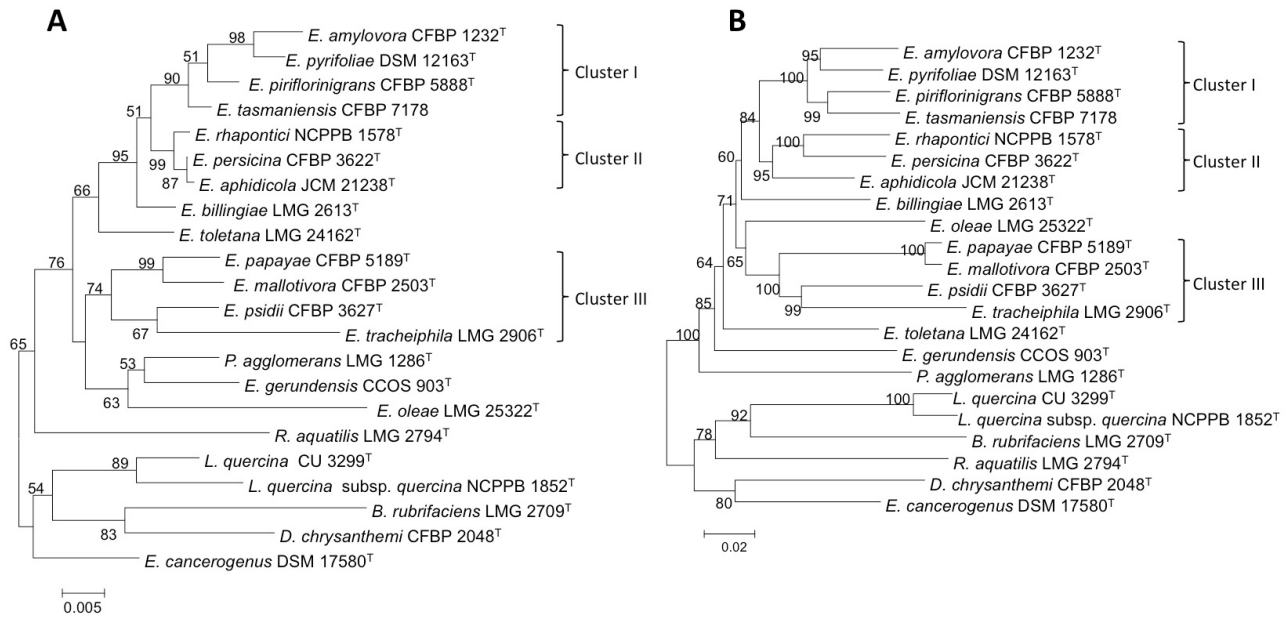 A
98
E. amylovora CFBP 1232ᵀ
51
E. pyrifoliae DSM 12163ᵀ
90
E. piriflorinigrans CFBP 5888ᵀ
Cluster I
E. tasmaniensis CFBP 7178
51
E. rhapontici NCPPB 1578ᵀ
95
99
E. persicina CFBP 3622ᵀ
Cluster II
87
E. aphidicola JCM 21238ᵀ
66
E. billingiae LMG 2613ᵀ
E. toletana LMG 24162ᵀ
76
99
E. papayae CFBP 5189ᵀ
E. mallotivora CFBP 2503ᵀ
74
Cluster III
E. psidii CFBP 3627ᵀ
67
E. tracheiphila LMG 2906ᵀ
65
53
P. agglomerans LMG 1286ᵀ
E. gerundensis CCOS 903ᵀ
63
E. oleae LMG 25322ᵀ
R. aquatilis LMG 2794ᵀ
89
L. quercina CU 3299ᵀ
54
L. quercina subsp. quercina NCPPB 1852ᵀ
B. rubrifaciens LMG 2709ᵀ
83
D. chrysanthemi CFBP 2048ᵀ
E. cancerogenus DSM 17580ᵀ
0.005
B
95
E. amylovora CFBP 1232ᵀ
100
E. pyrifoliae DSM 12163ᵀ
E. piriflorinigrans CFBP 5888ᵀ
Cluster I
99
E. tasmaniensis CFBP 7178
84
100
E. rhapontici NCPPB 1578ᵀ
60
E. persicina CFBP 3622ᵀ
Cluster II
95
E. aphidicola JCM 21238ᵀ
71
E. billingiae LMG 2613ᵀ
E. oleae LMG 25322ᵀ
100
E. papayae CFBP 5189ᵀ
64
65
E. mallotivora CFBP 2503ᵀ
Cluster III
100
E. psidii CFBP 3627ᵀ
85
99
E. tracheiphila LMG 2906ᵀ
100
E. toletana LMG 24162ᵀ
E. gerundensis CCOS 903ᵀ
P. agglomerans LMG 1286ᵀ
100
L. quercina CU 3299ᵀ
92
L. quercina subsp. quercina NCPPB 1852ᵀ
78
B. rubrifaciens LMG 2709ᵀ
R. aquatilis LMG 2794ᵀ
D. chrysanthemi CFBP 2048ᵀ
80
E. cancerogenus DSM 17580ᵀ
0.02